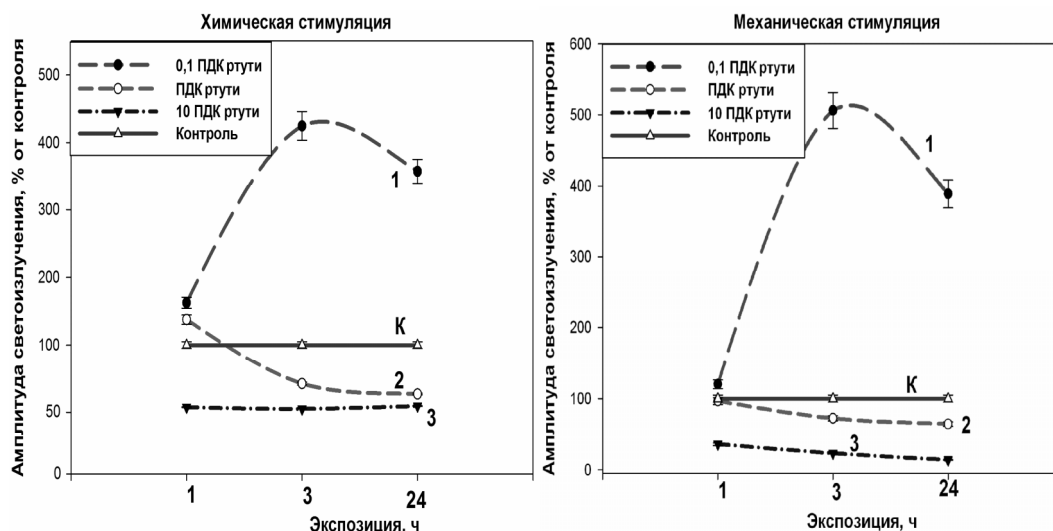 Химическая стимуляция
0,1 ПДК ртути
ПДК ртути
10 ПДК ртути
Контроль
Амплитуда светоизлучения, % от контроля
500
400
300
200
100
50
0
1
К
2
3
1
3
24
Экспозиция, ч
Механическая стимуляция
0,1 ПДК ртути
ПДК ртути
10 ПДК ртути
Контроль
Амплитуда светоизлучения, % от контроля
600
500
400
300
200
100
0
1
К
2
3
1
3
24
Экспозиция, ч